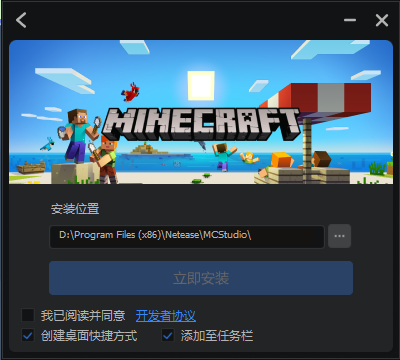 MINECRAFT
安装位置
D:\Program Files (x86)\Netease\MCStudio\
立即安装
我已阅读并同意 开发者协议
创建桌面快捷方式 添加至任务栏